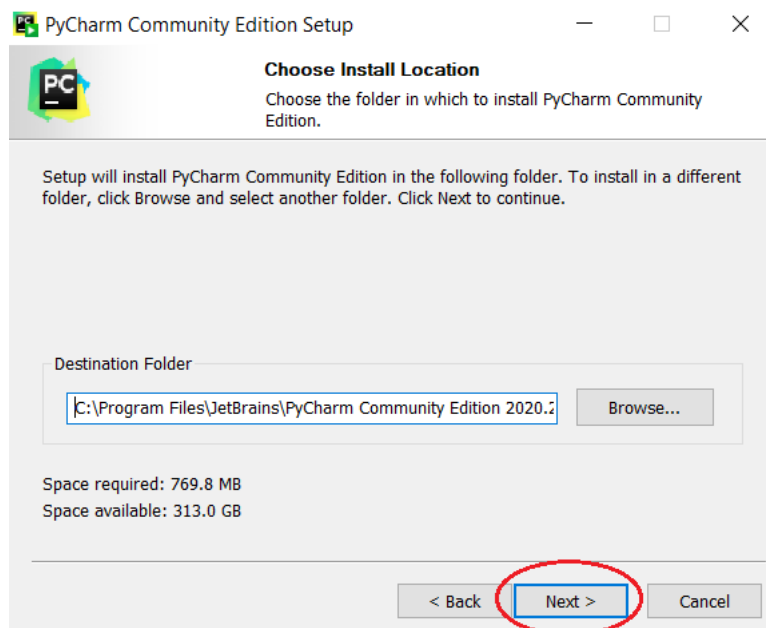 PyCharm Community Edition Setup
PC
Choose Install Location
Choose the folder in which to install PyCharm Community
Edition.
Setup will install PyCharm Community Edition in the following folder. To install in a different
folder, click Browse and select another folder. Click Next to continue.
Destination Folder
C:\Program Files\JetBrains\PyCharm Community Edition 2020.2
Browse...
Space required: 769.8 MB
Space available: 313.0 GB
< Back
Next >
Cancel